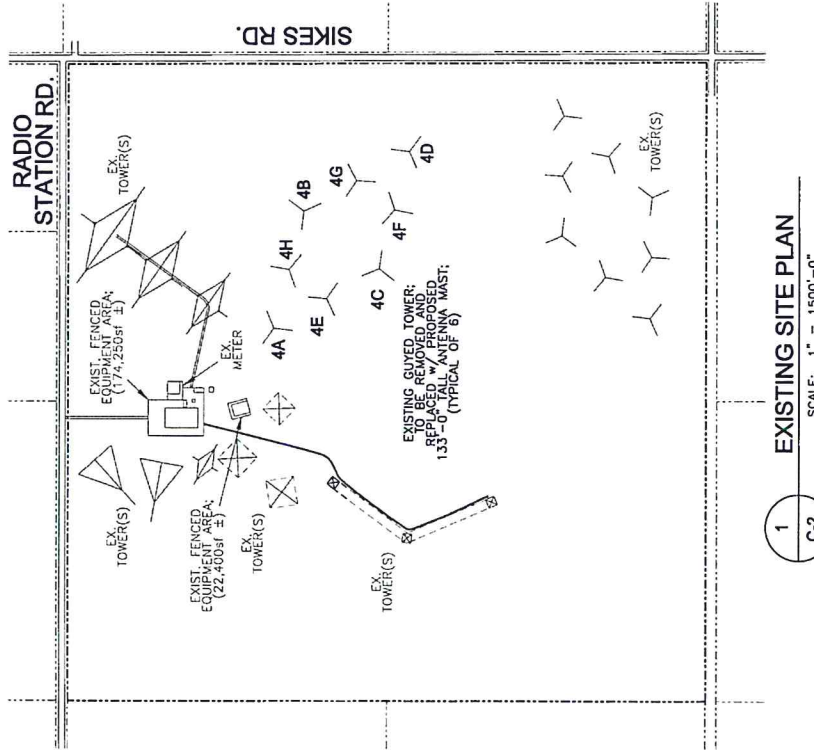 SIKES RD.
RADIO
STATION RD.
EX.
TOWER(S)
EXIST. FENCED
EQUIPMENT AREA;
(174,250sf ±)
EX.
METER
4A
4H
4B
4G
4D
4E
4C
4F
EX.
TOWER(S)
EXIST. FENCED
EQUIPMENT AREA;
(22,400sf ±)
EX.
TOWER(S)
EX.
TOWER(S)
EXISTING GUYED TOWER;
TO BE REMOVED AND
REPLACED w/ PROPOSED
133'-0" TALL ANTENNA MAST;
(TYPICAL OF 6)
EX.
TOWER(S)
1
C-2
EXISTING SITE PLAN
SCALE: 1" = 1500'-0"